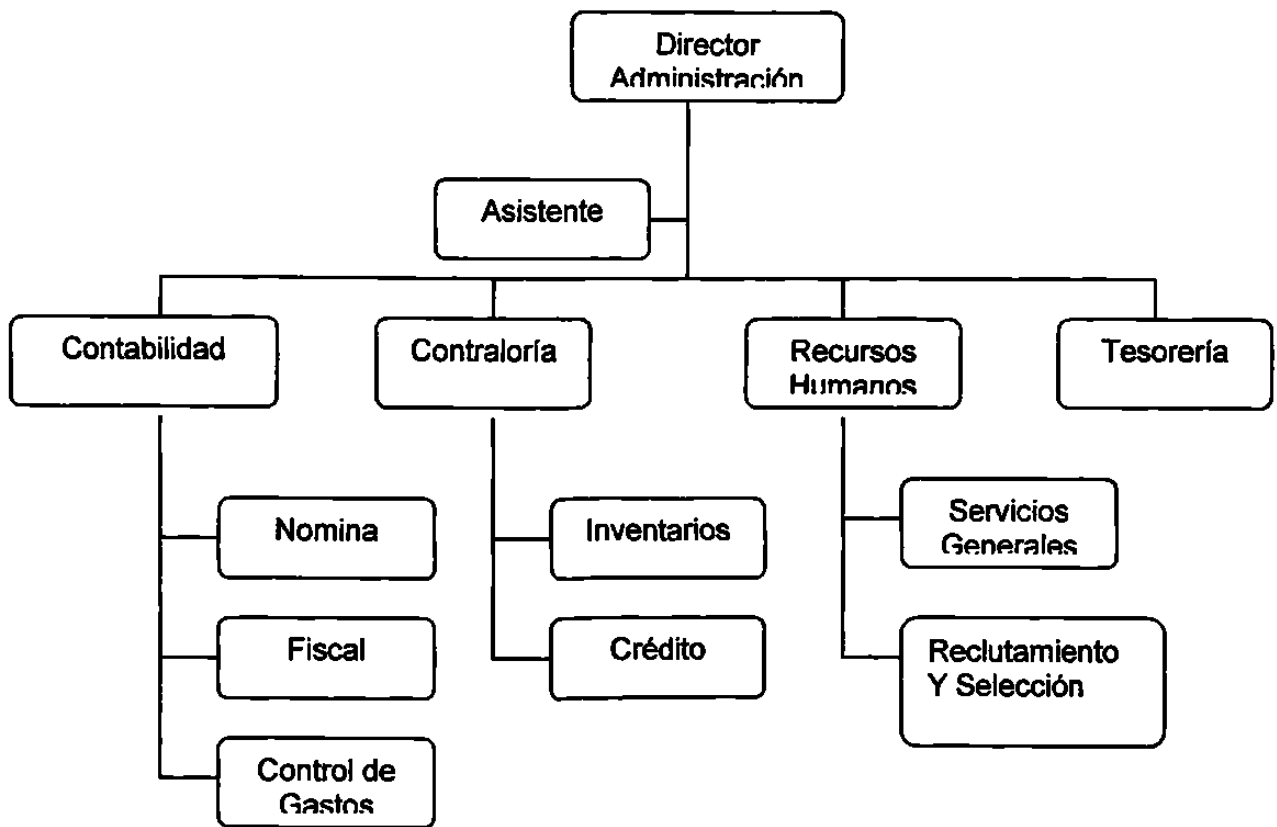 Director
Administración
Asistente
Contabilidad
Contraloría
Recursos
Humanos
Tesorería
Nomina
Inventarios
Servicios
Generales
Fiscal
Crédito
Reclutamiento
Y Selección
Control de
Gastos